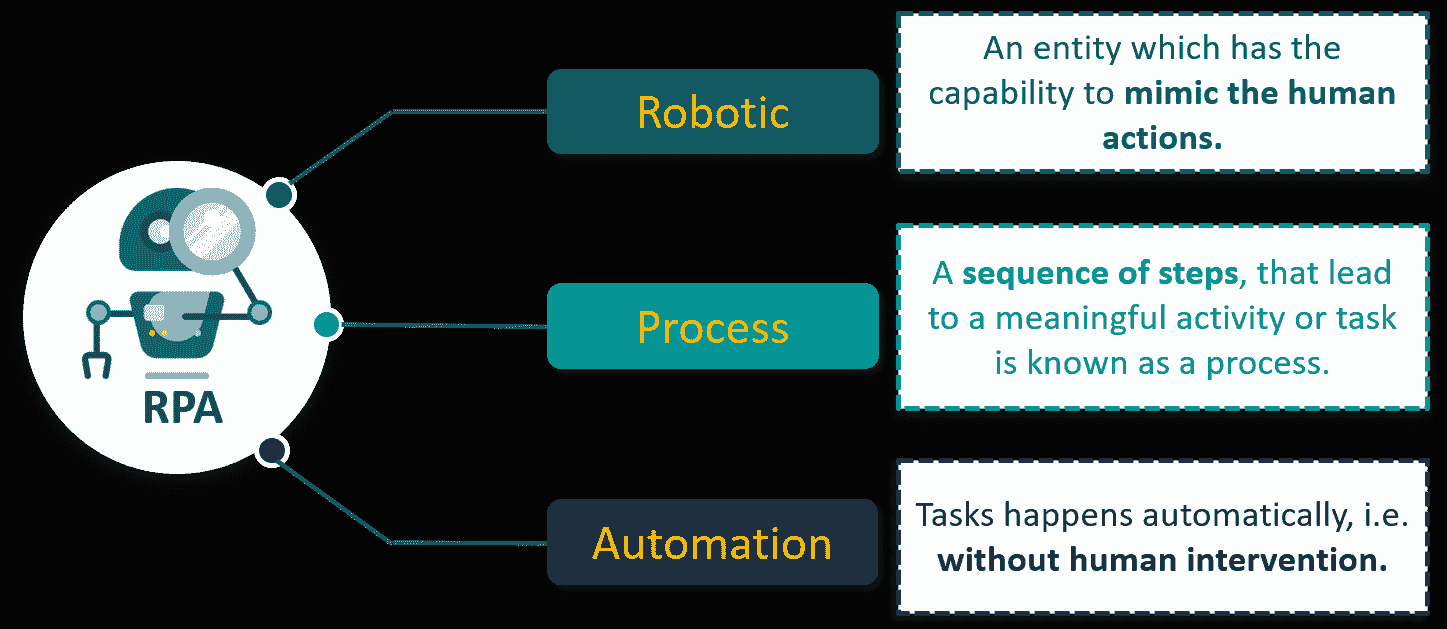 Robotic
An entity which has the
capability to mimic the human
actions.
RPA
Process
A sequence of steps, that lead
to a meaningful activity or task
is known as a process.
Automation
Tasks happens automatically, i.e.
without human intervention.